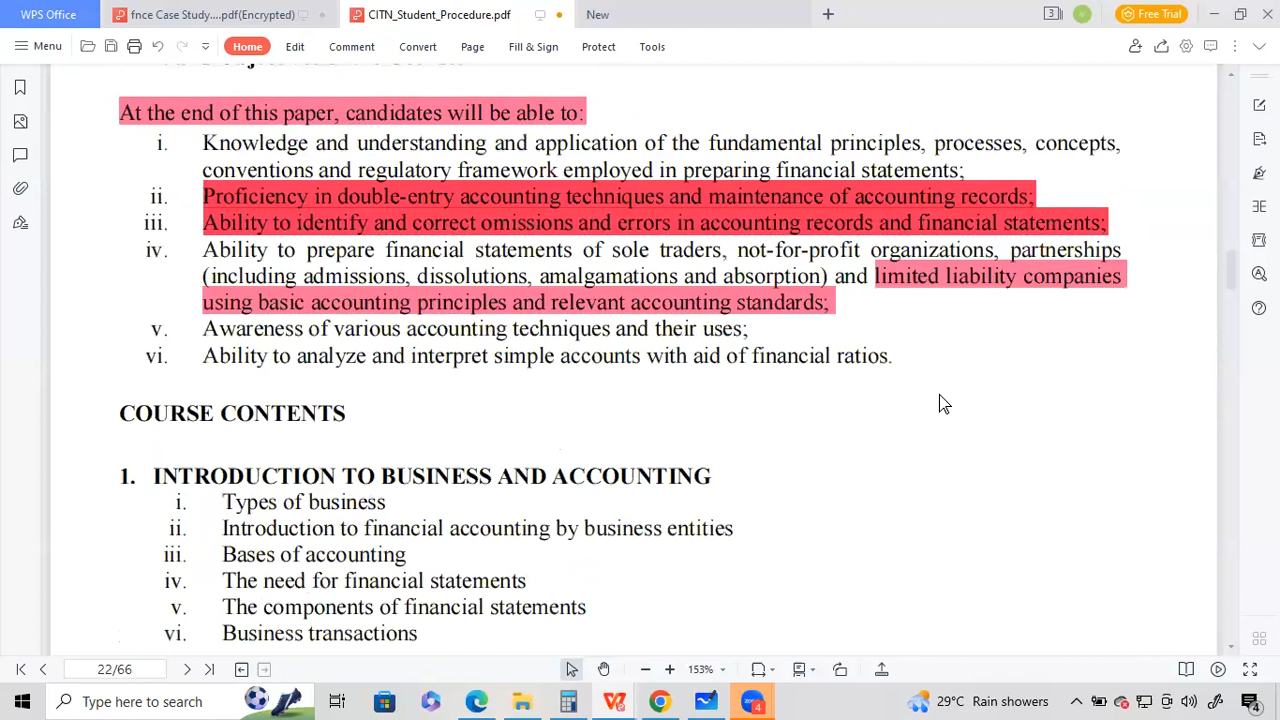 WPS Office fnce Case Study....pdf(Encrypted) CITN_Student_Procedure.pdf New Free Trial
Menu Home Edit Comment Convert Page Fill & Sign Protect Tools
At the end of this paper, candidates will be able to:
i. Knowledge and understanding and application of the fundamental principles, processes, concepts,
conventions and regulatory framework employed in preparing financial statements;
ii. Proficiency in double-entry accounting techniques and maintenance of accounting records;
iii. Ability to identify and correct omissions and errors in accounting records and financial statements;
iv. Ability to prepare financial statements of sole traders, not-for-profit organizations, partnerships
(including admissions, dissolutions, amalgamations and absorption) and limited liability companies
using basic accounting principles and relevant accounting standards;
v. Awareness of various accounting techniques and their uses;
vi. Ability to analyze and interpret simple accounts with aid of financial ratios.
COURSE CONTENTS
1. INTRODUCTION TO BUSINESS AND ACCOUNTING
i. Types of business
ii. Introduction to financial accounting by business entities
iii. Bases of accounting
iv. The need for financial statements
v. The components of financial statements
vi. Business transactions
22/66 153%
Type here to search 29°C Rain showers